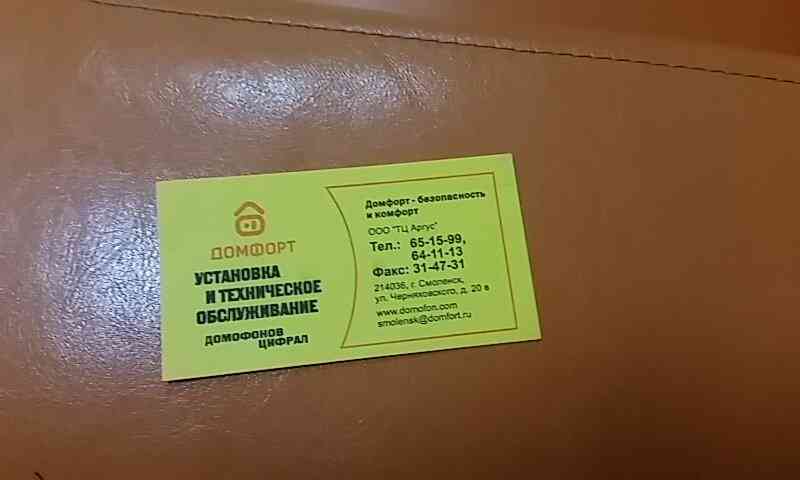 ДОМФОРТ
УСТАНОВКА
И ТЕХНИЧЕСКОЕ
ОБСЛУЖИВАНИЕ
ДОМОФОНОВ
ЦИФРАЛ
Домфорт - безопасность
и комфорт
ООО "ТЦ Аргус"
Тел.: 65-15-99,
64-11-13
Факс: 31-47-31
214036, г. Смоленск,
ул. Черняховского, д. 20 в
www.domofon.com
smolensk@domfort.ru